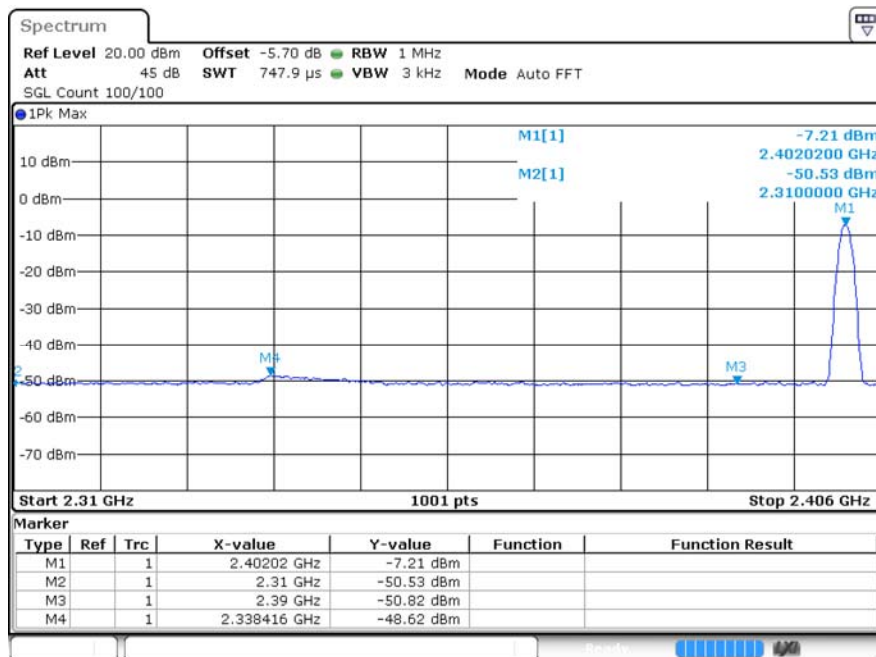 Spectrum
Ref Level 20.00 dBm Offset -5.70 dB RBW 1 MHz
Att 45 dB SWT 747.9 µs VBW 3 kHz Mode Auto FFT
SGL Count 100/100
1Pk Max
M1[1] -7.21 dBm
2.4020200 GHz
M2[1] -50.53 dBm
2.3100000 GHz
M1
10 dBm
0 dBm
-10 dBm
-20 dBm
-30 dBm
-40 dBm
M4
M3
2
-50 dBm
-60 dBm
-70 dBm
Start 2.31 GHz 1001 pts Stop 2.406 GHz
Marker
Type Ref Trc X-value Y-value Function Function Result
M1 1 2.40202 GHz -7.21 dBm
M2 1 2.31 GHz -50.53 dBm
M3 1 2.39 GHz -50.82 dBm
M4 1 2.338416 GHz -48.62 dBm
Ready